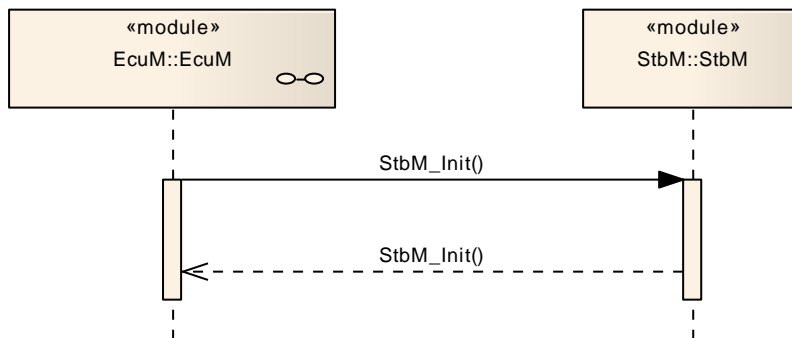 «module»
EcuM::EcuM
«module»
StbM::StbM
StbM_Init()
StbM_Init()